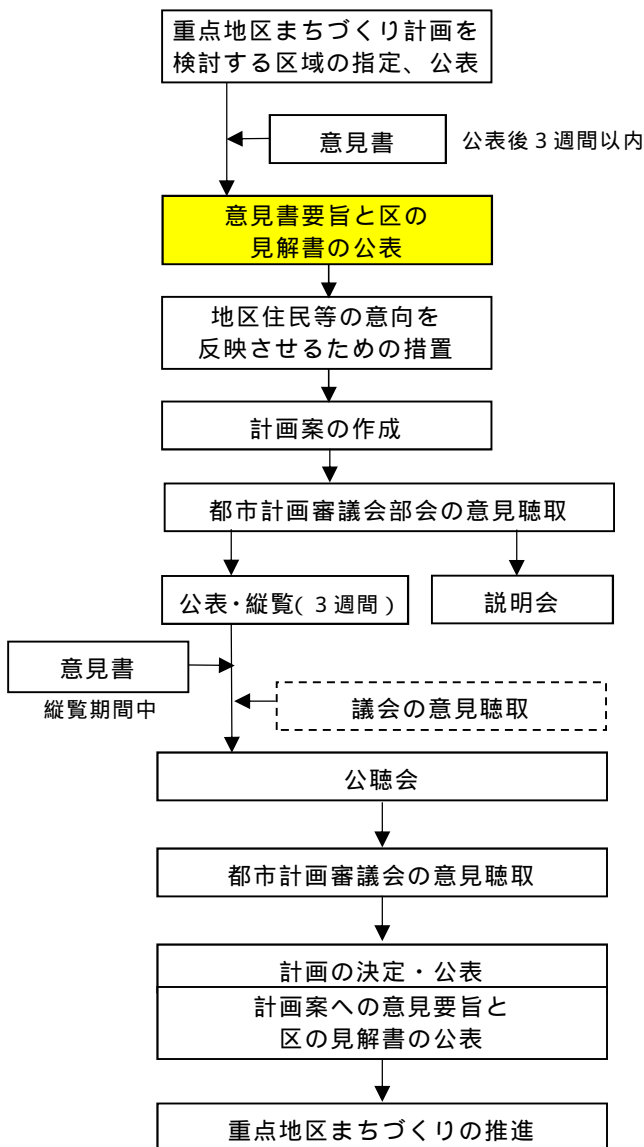 重点地区まちづくり計画を
検討する区域の指定、公表
意見書
公表後３週間以内
意見書要旨と区の
見解書の公表
地区住民等の意向を
反映させるための措置
計画案の作成
都市計画審議会部会の意見聴取
公表・縦覧(３週間)
説明会
意見書
縦覧期間中
議会の意見聴取
公聴会
都市計画審議会の意見聴取
計画の決定・公表
計画案への意見要旨と
区の見解書の公表
重点地区まちづくりの推進